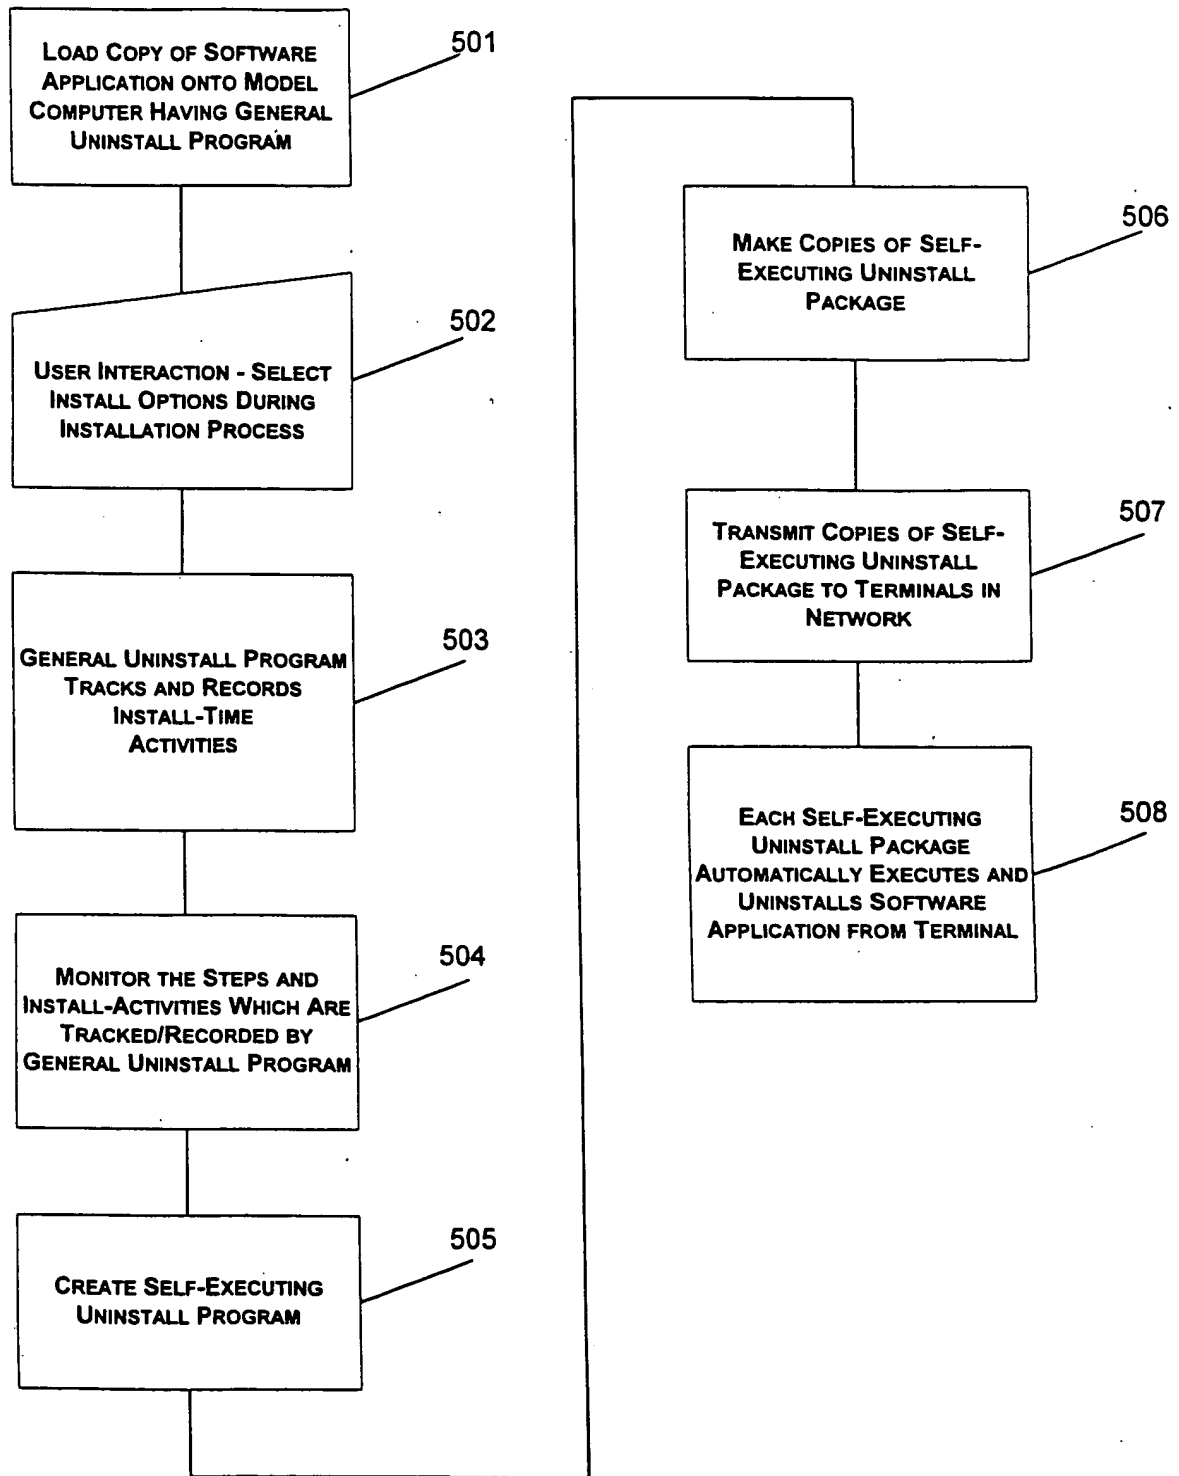 LOAD COPY OF SOFTWARE
APPLICATION ONTO MODEL
COMPUTER HAVING GENERAL
UNINSTALL PROGRAM
501
USER INTERACTION - SELECT
INSTALL OPTIONS DURING
INSTALLATION PROCESS
502
GENERAL UNINSTALL PROGRAM
TRACKS AND RECORDS
INSTALL-TIME
ACTIVITIES
503
MONITOR THE STEPS AND
INSTALL-ACTIVITIES WHICH ARE
TRACKED/RECORDED BY
GENERAL UNINSTALL PROGRAM
504
CREATE SELF-EXECUTING
UNINSTALL PROGRAM
505
MAKE COPIES OF SELF-
EXECUTING UNINSTALL
PACKAGE
506
TRANSMIT COPIES OF SELF-
EXECUTING UNINSTALL
PACKAGE TO TERMINALS IN
NETWORK
507
EACH SELF-EXECUTING
UNINSTALL PACKAGE
AUTOMATICALLY EXECUTES AND
UNINSTALLS SOFTWARE
APPLICATION FROM TERMINAL
508